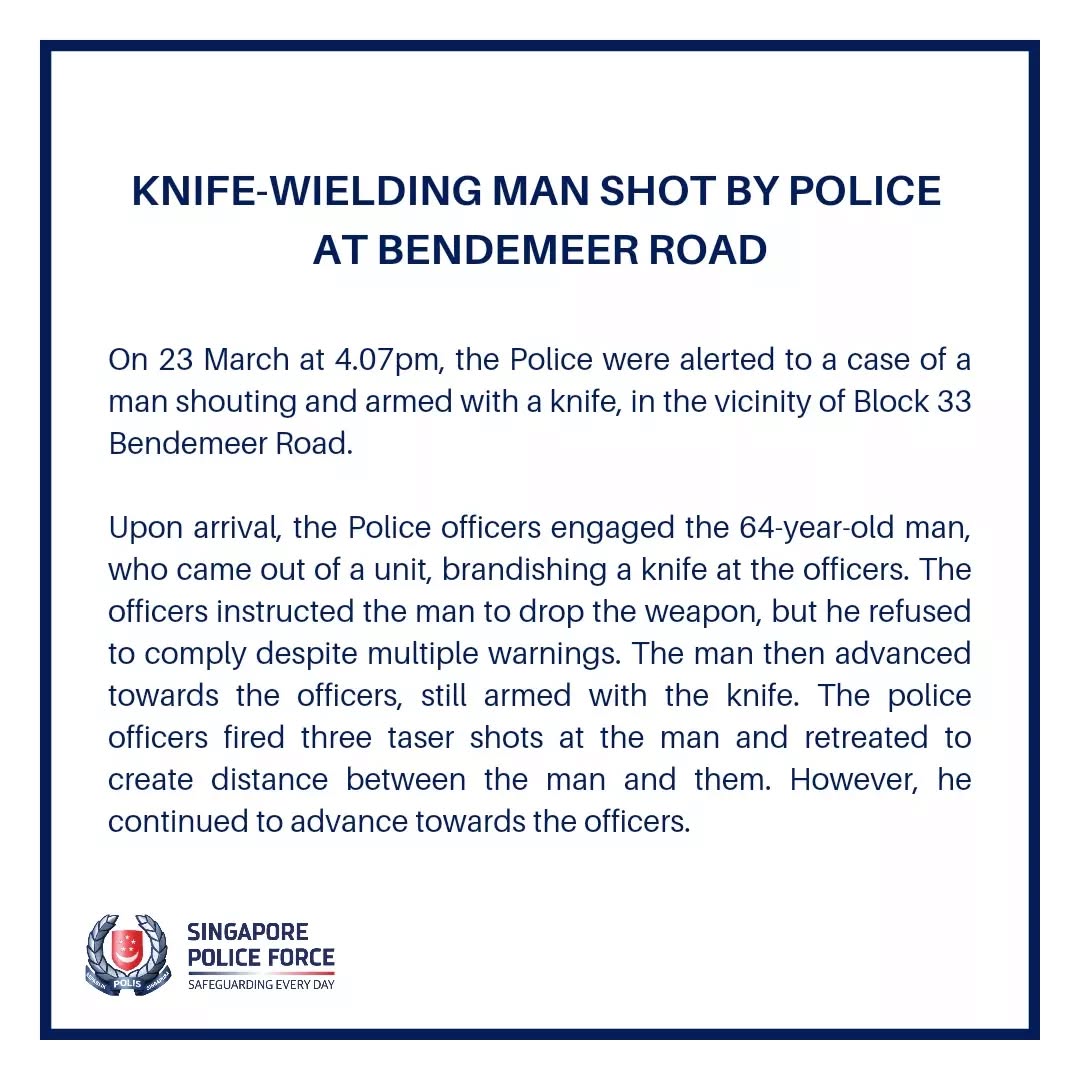 KNIFE-WIELDING MAN SHOT BY POLICE
AT BENDEMEER ROAD
On 23 March at 4.07pm, the Police were alerted to a case of a
man shouting and armed with a knife, in the vicinity of Block 33
Bendemeer Road.
Upon arrival, the Police officers engaged the 64-year-old man,
who came out of a unit, brandishing a knife at the officers. The
officers instructed the man to drop the weapon, but he refused
to comply despite multiple warnings. The man then advanced
towards the officers, still armed with the knife. The police
officers fired three taser shots at the man and retreated to
create distance between the man and them. However, he
continued to advance towards the officers.
SINGAPORE
POLICE FORCE
SAFEGUARDING EVERY DAY
POLIS